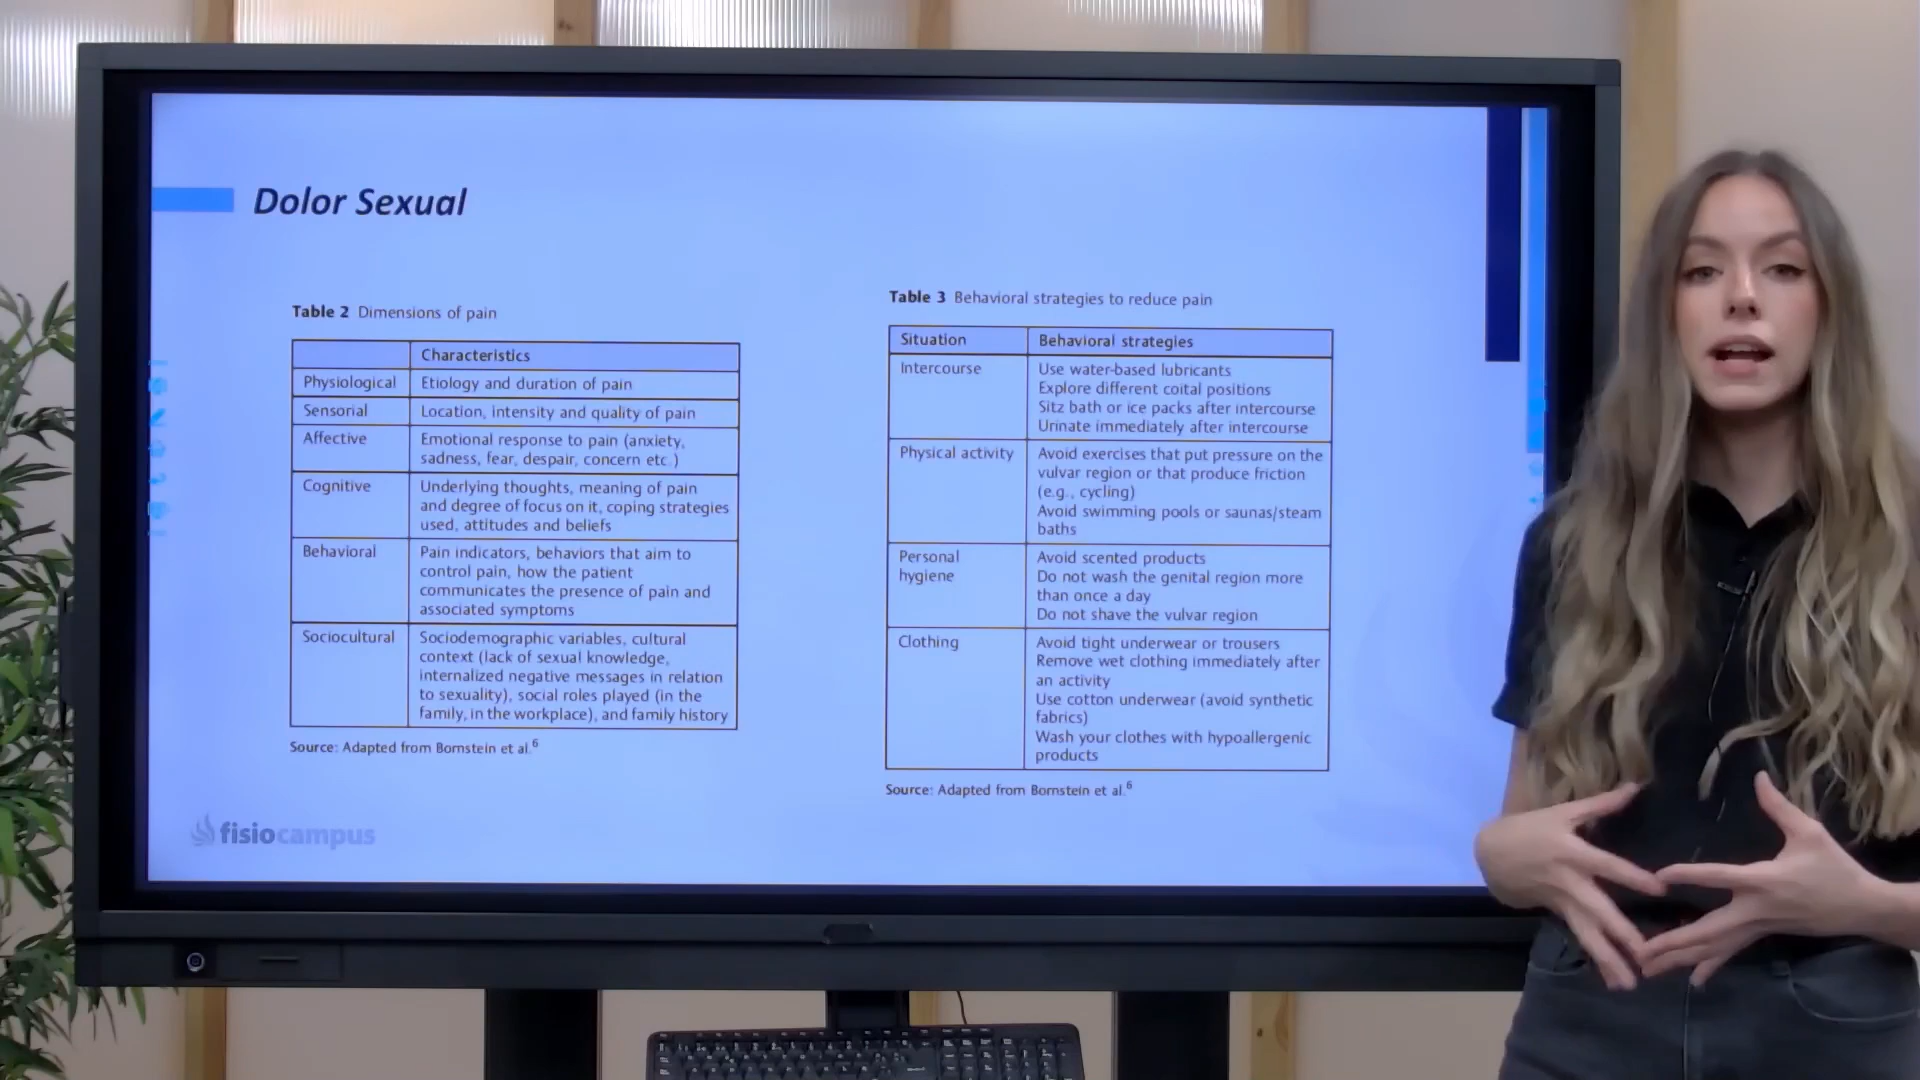 Dolor Sexual
Table 2 Dimensions of pain
Characteristics
Physiological
Etiology and duration of pain
Sensorial
Location, intensity and quality of pain
Affective
Emotional response to pain (anxiety,
sadness, fear, despair, concern etc.)
Cognitive
Underlying thoughts, meaning of pain
and degree of focus on it, coping strategies
used, attitudes and beliefs
Behavioral
Pain indicators, behaviors that aim to
control pain, how the patient
communicates the presence of pain and
associated symptoms
Sociocultural
Sociodemographic variables, cultural
context (lack of sexual knowledge,
internalized negative messages in relation
to sexuality), social roles played (in the
family, in the workplace), and family history
Source: Adapted from Bornstein et al.6
Table 3 Behavioral strategies to reduce pain
Situation
Behavioral strategies
Intercourse
Use water-based lubricants
Explore different coital positions
Sitz bath or ice packs after intercourse
Urinate immediately after intercourse
Physical activity
Avoid exercises that put pressure on the
vulvar region or that produce friction
(e.g., cycling)
Avoid swimming pools or saunas/steam
baths
Personal
hygiene
Avoid scented products
Do not wash the genital region more
than once a day
Do not shave the vulvar region
Clothing
Avoid tight underwear or trousers
Remove wet clothing immediately after
an activity
Use cotton underwear (avoid synthetic
fabrics)
Wash your clothes with hypoallergenic
products
Source: Adapted from Bornstein et al.6
fisiocampus